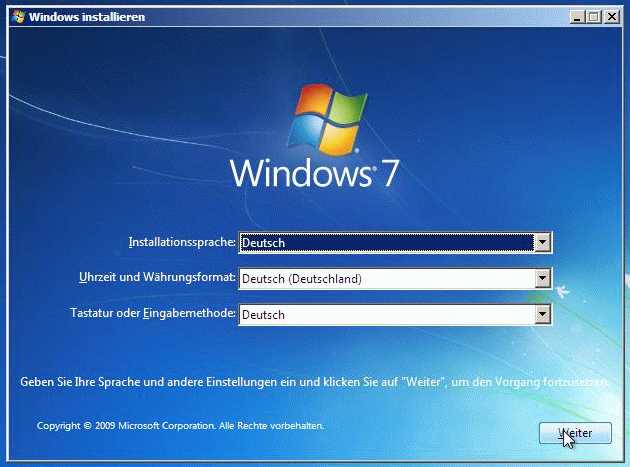 Windows installieren
Windows 7
Installationssprache: Deutsch
Uhrzeit und Währungsformat: Deutsch (Deutschland)
Tastatur oder Eingabemethode: Deutsch
Geben Sie Ihre Sprache und andere Einstellungen ein und klicken Sie auf "Weiter", um den Vorgang fortzusetzen.
Copyright © 2009 Microsoft Corporation. Alle Rechte vorbehalten.
Weiter